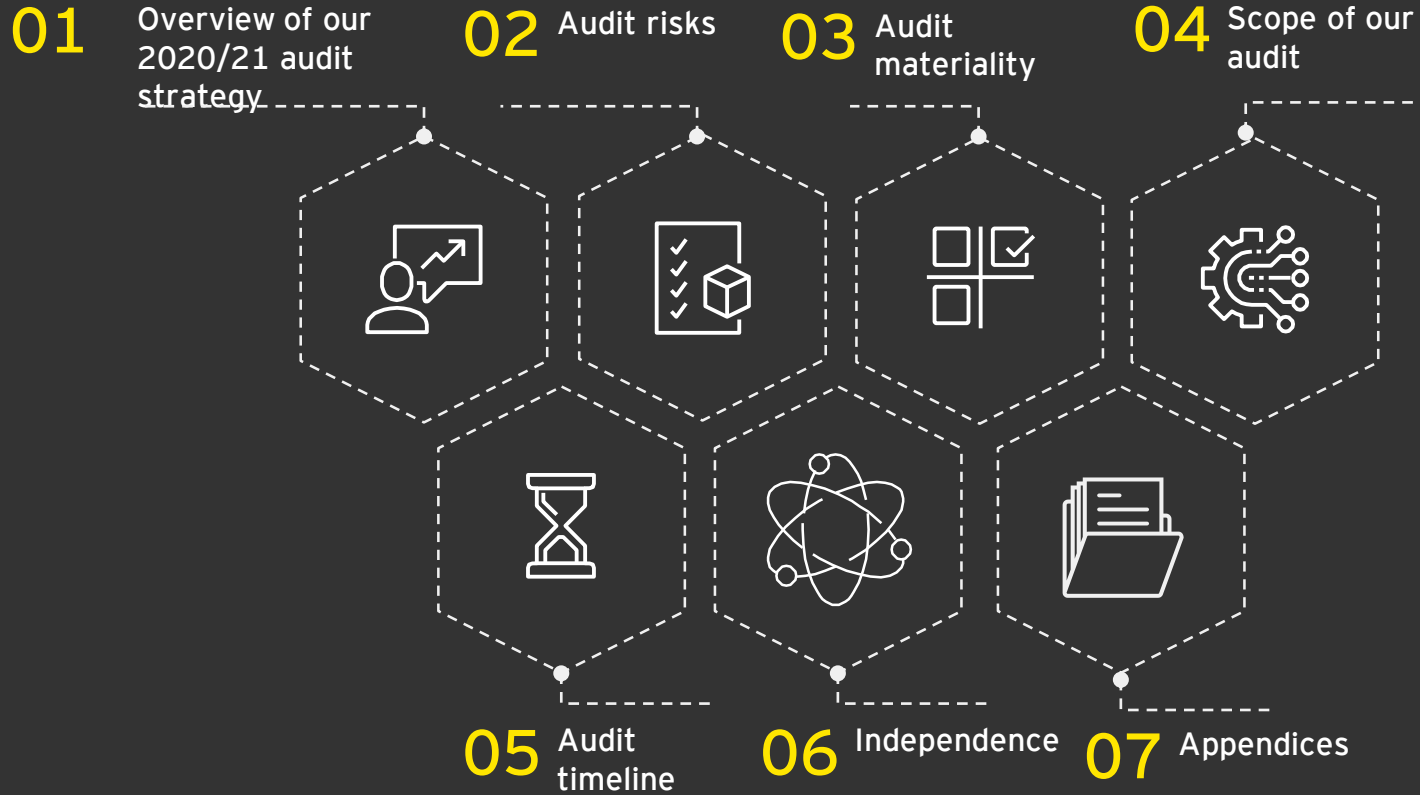 01
Overview of our
2020/21 audit
strategy
02
Audit risks
03
Audit
materiality
04
Scope of our
audit
05
Audit
timeline
06
Independence
07
Appendices